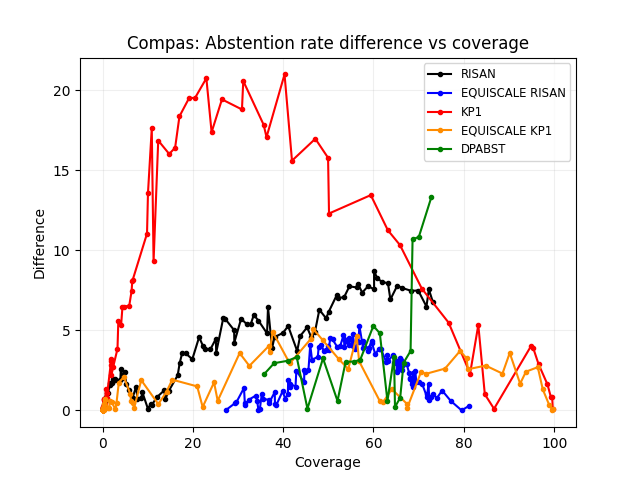 Compas: Abstention rate difference vs coverage
RISAN
EQUISCALE RISAN
KP1
EQUISCALE KP1
DPABST
20
15
10
5
0
Difference
0 20 40 60 80 100
Coverage